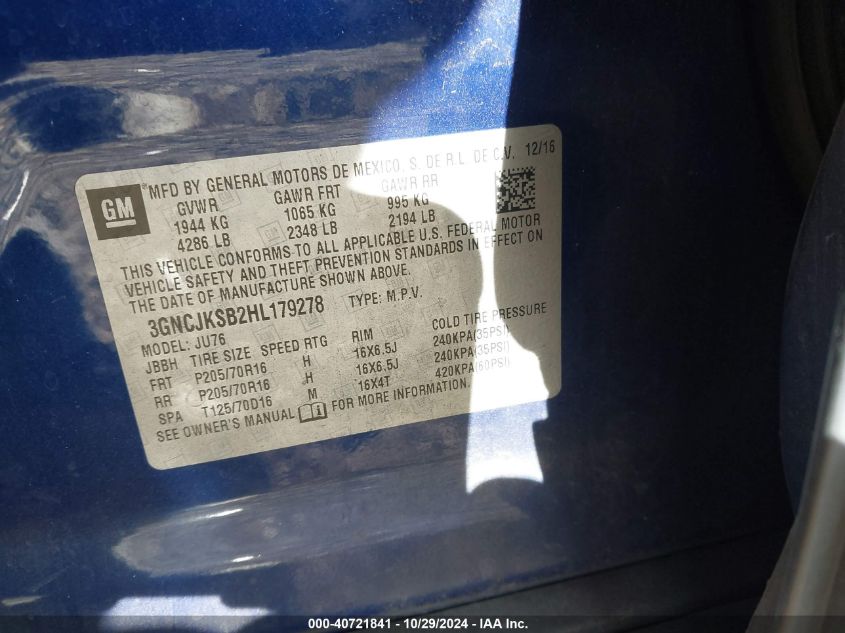 GM
® MFD BY GENERAL MOTORS DE MEXICO, S. DE R.L. DE C.V. 12/16
GVWR GAWR FRT GAWR RR
1944 KG 1065 KG 995 KG
4286 LB 2348 LB 2194 LB
THIS VEHICLE CONFORMS TO ALL APPLICABLE U.S. FEDERAL MOTOR
VEHICLE SAFETY AND THEFT PREVENTION STANDARDS IN EFFECT ON
THE DATE OF MANUFACTURE SHOWN ABOVE.
3GNCJKSB2HL179278 TYPE: M.P.V.
MODEL: JU76
JBBH TIRE SIZE SPEED RTG RIM COLD TIRE PRESSURE
FRT P205/70R16 H 16X6.5J 240KPA(35PSI)
RR P205/70R16 H 16X6.5J 240KPA(35PSI)
SPA T125/70D16 M 16X4T 420KPA(60PSI)
SEE OWNER'S MANUAL FOR MORE INFORMATION.
000-40721841 - 10/29/2024 - IAA Inc.